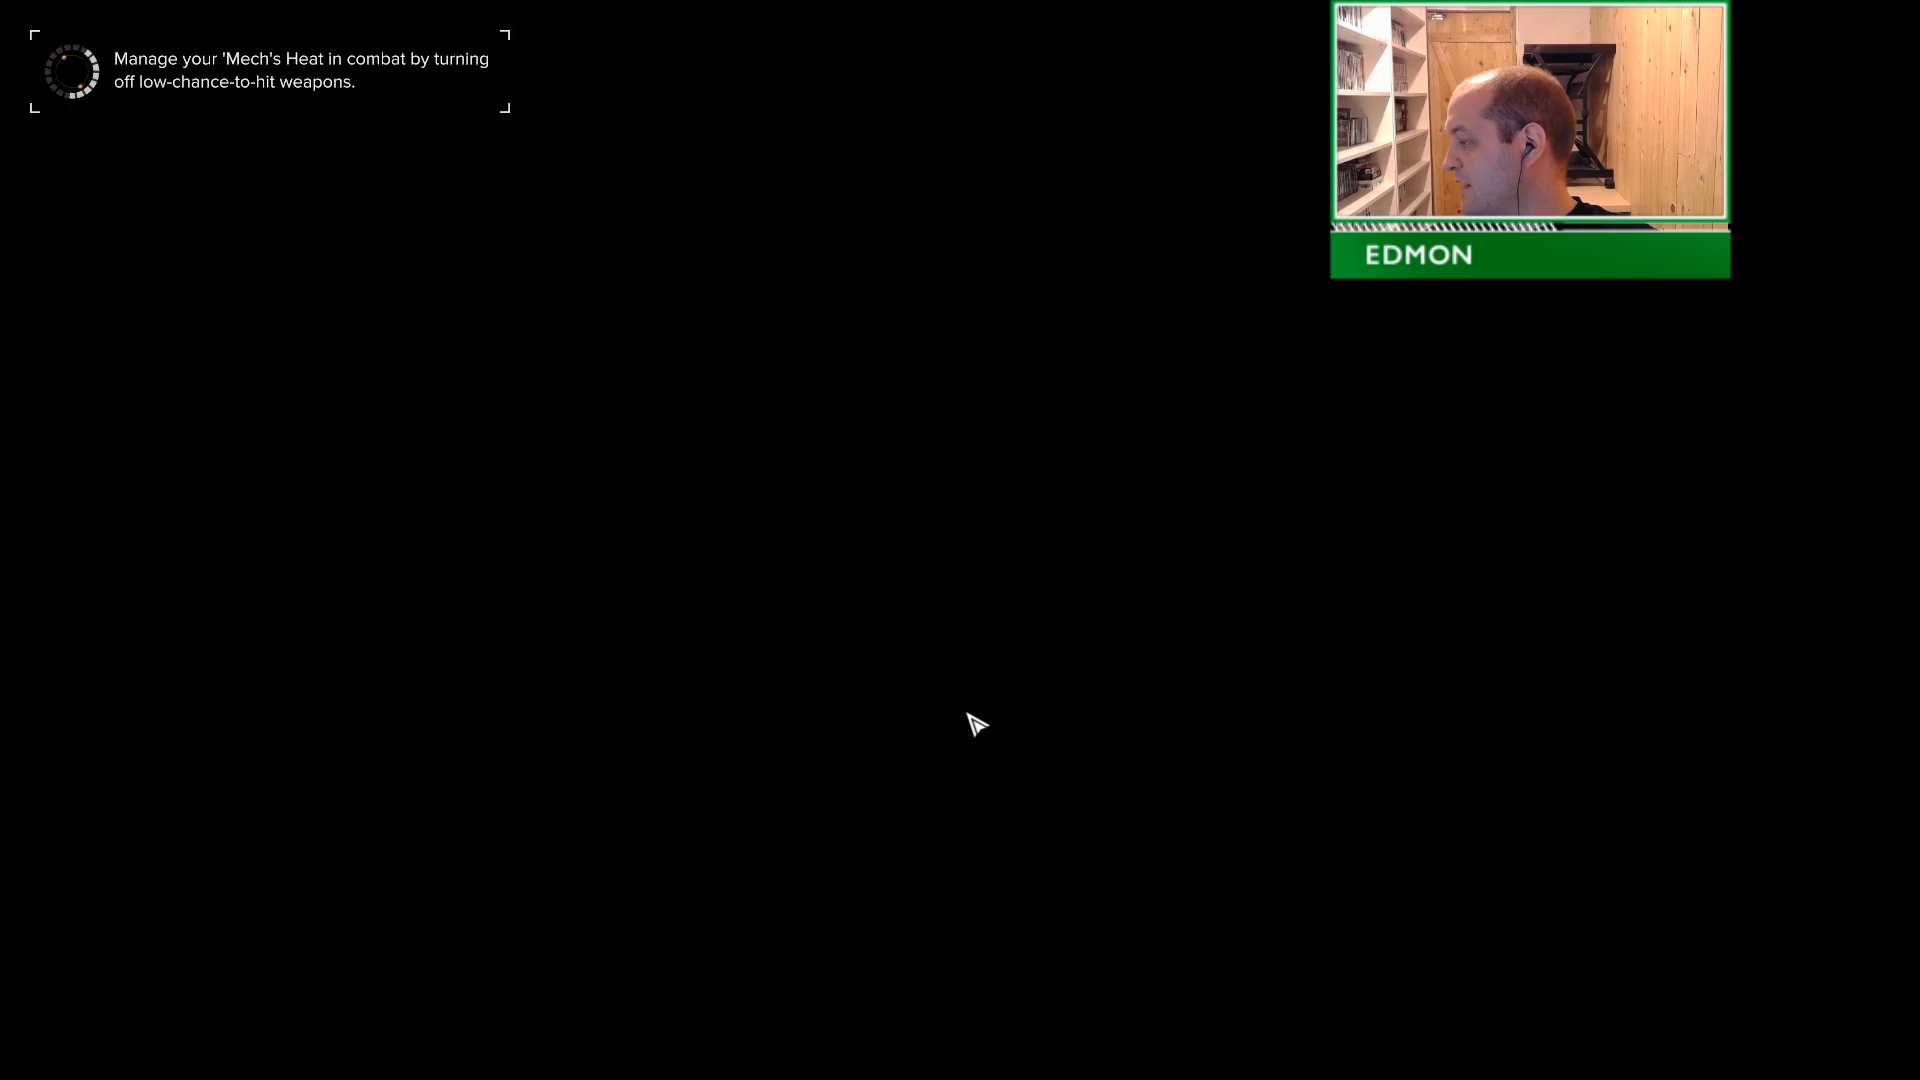 Manage your 'Mech's Heat in combat by turning
off low-chance-to-hit weapons.
EDMON